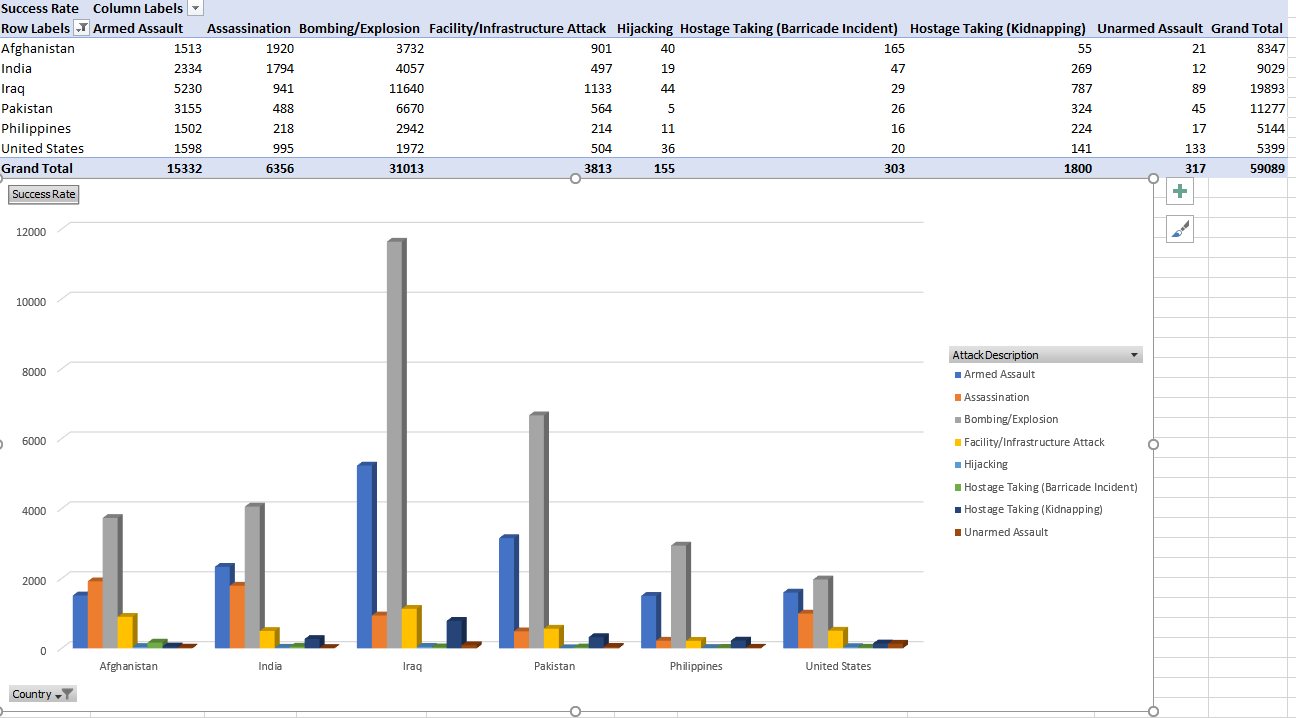 Success Rate Column Labels
Row Labels Armed Assault Assassination Bombing/Explosion Facility/Infrastructure Attack Hijacking Hostage Taking (Barricade Incident) Hostage Taking (Kidnapping) Unarmed Assault Grand Total
Afghanistan 1513 1920 3732 901 40 165 55 21 8347
India 2334 1794 4057 497 19 47 269 12 9029
Iraq 5230 941 11640 1133 44 29 787 89 19893
Pakistan 3155 488 6670 564 5 26 324 45 11277
Philippines 1502 218 2942 214 11 16 224 17 5144
United States 1598 995 1972 504 36 20 141 133 5399
Grand Total 15332 6356 31013 3813 155 303 1800 317 59089
Success Rate
12000
10000
8000
6000
4000
2000
0
Afghanistan India Iraq Pakistan Philippines United States
Attack Description
Armed Assault
Assassination
Bombing/Explosion
Facility/Infrastructure Attack
Hijacking
Hostage Taking (Barricade Incident)
Hostage Taking (Kidnapping)
Unarmed Assault
Country